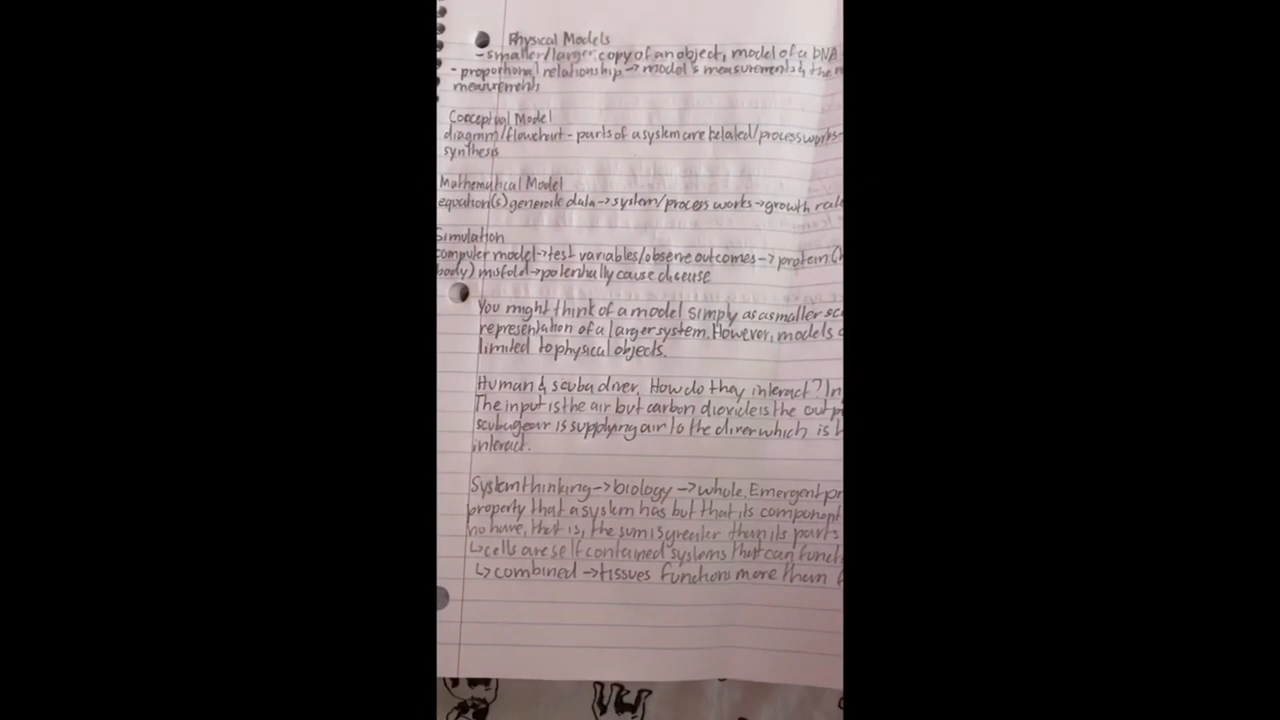 Physical Models
-smaller/larger copy of an object, model of a DNA
-proportional relationship -> model's measurements & the
measurements
Conceptual Model
diagram/flowchart - parts of a system are related/process works-
synthesis
Mathematical Model
equation(s) generate data -> system/process works -> growth rate
Simulation
computer model -> test variables/observe outcomes -> protein (
body) misfold -> potentially cause disease
You might think of a model simply as a smaller
representation of a larger system. However, models
limited to physical objects.
Human & scuba diver. How do they interact? In
The input is the air but carbon dioxide is the
scuba gear is supplying air to the diver which is
interact.
System thinking -> biology -> whole. Emergent
property that a system has but that its component
no have, that is, the sum is greater than its parts
↳cells are self contained systems that can
↳combined -> tissues functions more than